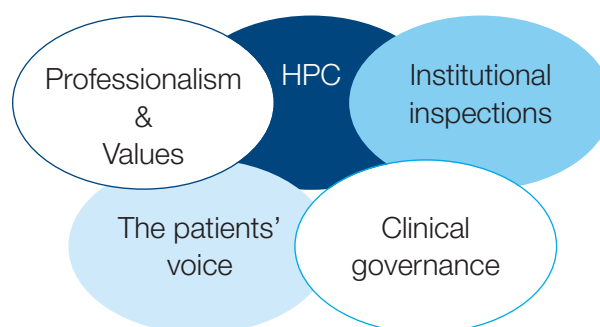 Professionalism
&
Values
HPC
Institutional
inspections
The patients’
voice
Clinical
governance